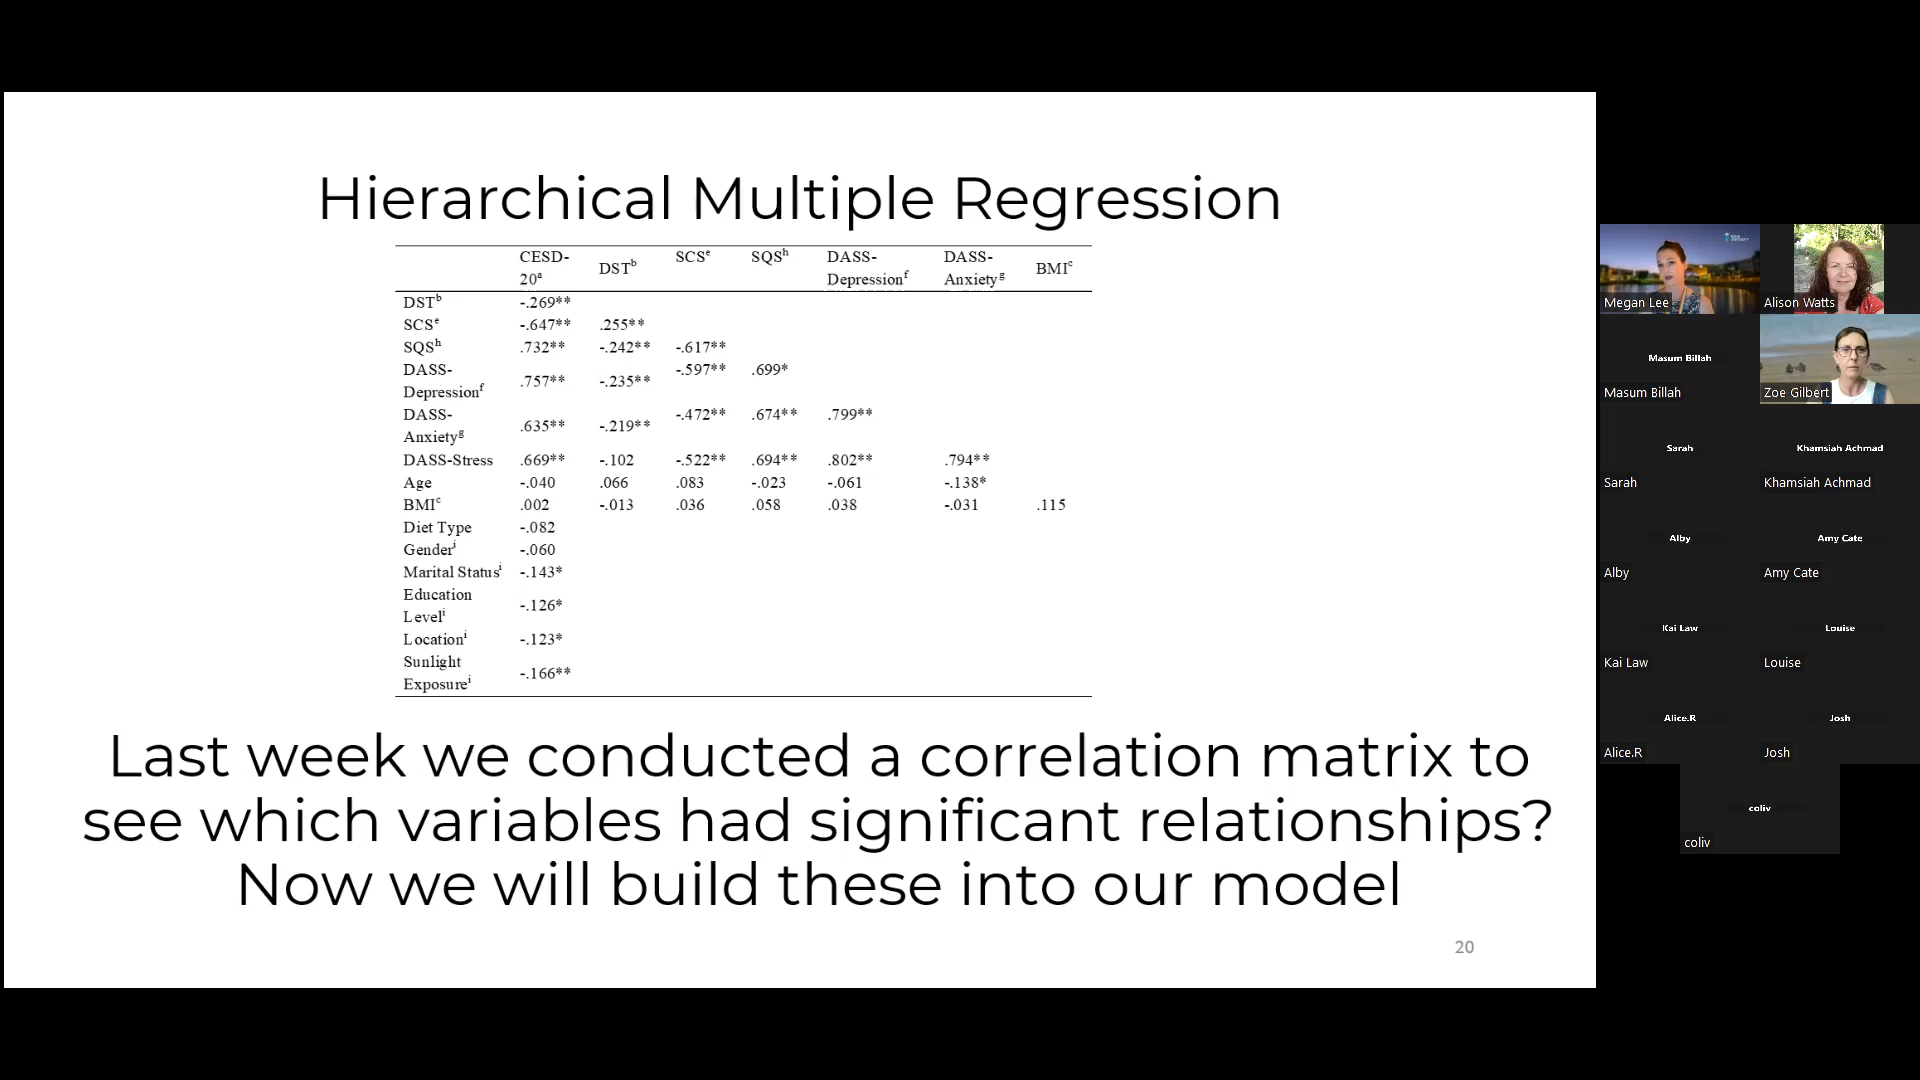 Hierarchical Multiple Regression
CESD-20ᵃ DSTᵇ SCSᵉ SQSʰ DASS-Depressionᶠ DASS-Anxietyᵍ BMIᶜ
DSTᵇ -.269**
SCSᵉ -.647** .255**
SQSʰ .732** -.242** -.617**
DASS-Depressionᶠ .757** -.235** -.597** .699*
DASS-Anxietyᵍ .635** -.219** -.472** .674** .799**
DASS-Stress .669** -.102 -.522** .694** .802** .794**
Age -.040 .066 .083 -.023 -.061 -.138*
BMIᶜ .002 -.013 .036 .058 .038 -.031 .115
Diet Type -.082
Genderⁱ -.060
Marital Statusⁱ -.143*
Education Levelⁱ -.126*
Locationⁱ -.123*
Sunlight Exposureⁱ -.166**
Last week we conducted a correlation matrix to
see which variables had significant relationships?
Now we will build these into our model
20
Megan Lee
Alison Watts
Masum Billah
Masum Billah
Zoe Gilbert
Sarah
Sarah
Khamsiah Achmad
Khamsiah Achmad
Alby
Alby
Amy Cate
Amy Cate
Kai Law
Kai Law
Louise
Louise
Alice.R
Alice.R
Josh
Josh
coliv
coliv